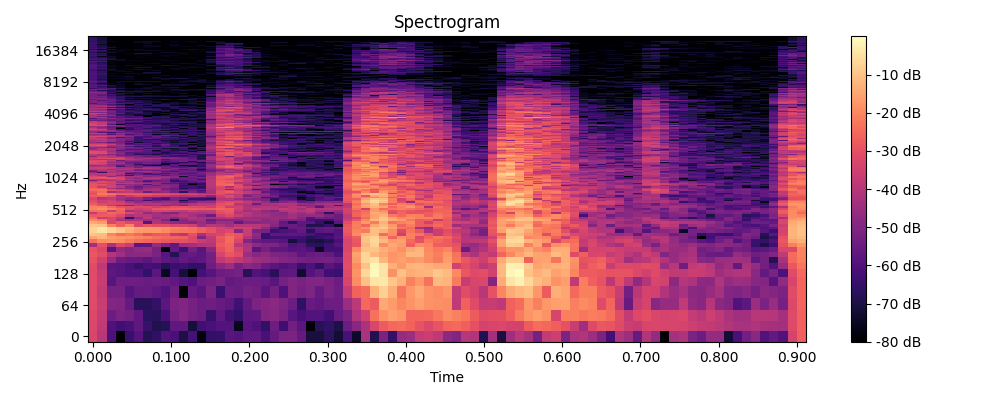 Spectrogram
16384
8192
4096
2048
1024
512
256
128
64
0
Hz
0.000 0.100 0.200 0.300 0.400 0.500 0.600 0.700 0.800 0.900
Time
-10 dB
-20 dB
-30 dB
-40 dB
-50 dB
-60 dB
-70 dB
-80 dB